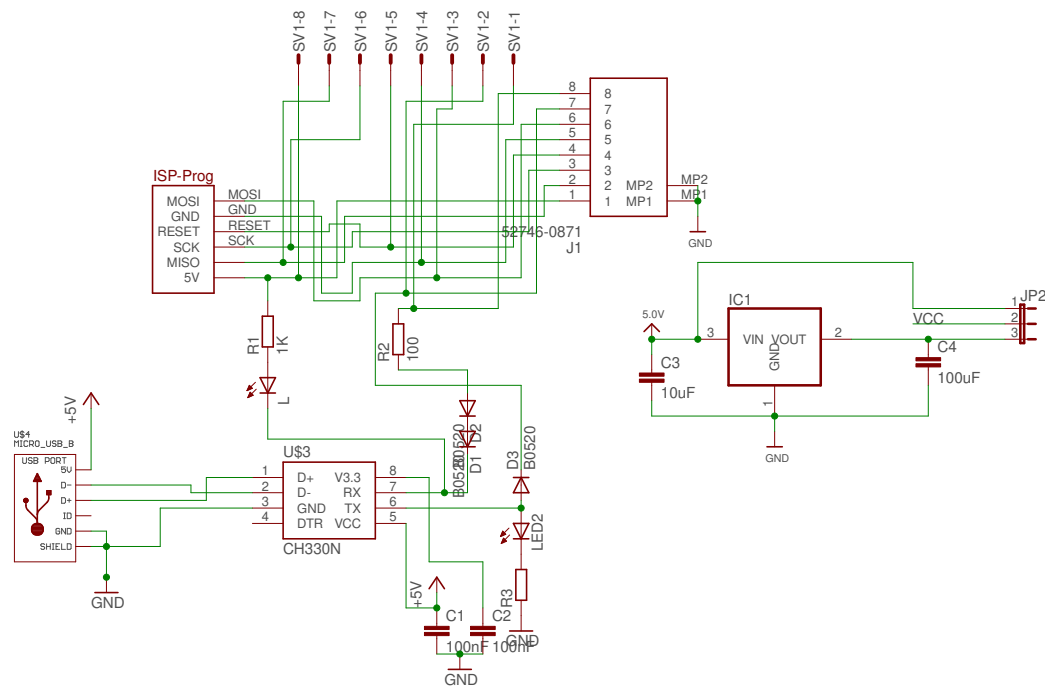 SV1-8
SV1-7
SV1-6
SV1-5
SV1-4
SV1-3
SV1-2
SV1-1
8 8
7 7
6 6
5 5
4 4
3 3
2 2 MP2 MP2
1 1 MP1 MP1
52746-0871
J1
GND
ISP-Prog
MOSI MOSI
GND GND
RESET RESET
SCK SCK
MISO
5V
R1
1K
L
R2
100
D2
B0520
D1
B0520
D3
B0520
LED2
R3
GND
IC1
5.0V
3 VIN VOUT 2
GND
1
C3
10uF
C4
100uF
GND
JP2
1
VCC 2
3
+5V
U$4
MICRO_USB_B
USB PORT
5V
D-
D+
ID
GND
SHIELD
GND
U$3
1 D+ V3.3 8
2 D- RX 7
3 GND TX 6
4 DTR VCC 5
CH330N
+5V
C1
100nF
C2
100nF
GND